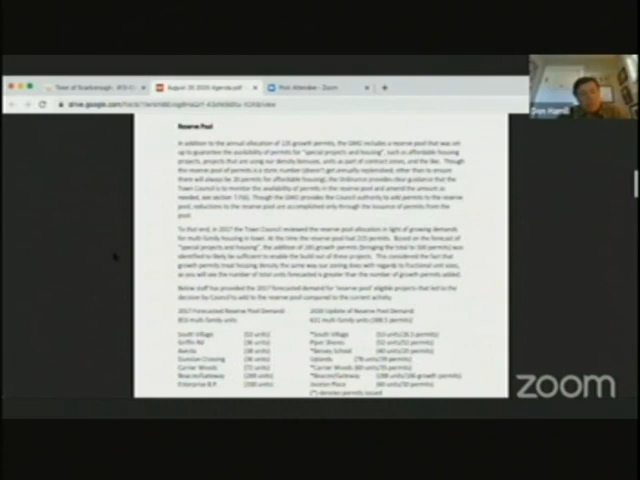 Town of Scarborough
August 20 2020 Agenda.pdf
Post Attendee - Zoom
Don Hamill
Reserve Pool
In addition to the annual allocation of 135 growth permits, the GMO includes a reserve pool that was set
up to guarantee the availability of permits for "special projects and housing", such as affordable housing
projects, projects that are using our density bonuses, units as part of contract zones, and the like. Though
the reserve pool of permits is a static number (doesn't get annually replenished, other than to ensure
there will always be 20 permits for affordable housing), the Ordinance provides clear guidance that the
Town Council is to monitor the availability of permits in the reserve pool and amend the amount as
needed, see section 7.F(6). Though the GMO provides the Council authority to add permits to the reserve
pool, reductions to the reserve pool are accomplished only through the issuance of permits from the
pool.
To that end, in 2017 the Town Council reviewed the reserve pool allocation in light of growing demands
for multi-family housing in town. At the time the reserve pool had 215 permits. Based on the forecast of
"special projects and housing", the addition of 285 growth permits (bringing the total to 500 permits) was
identified to likely be sufficient to enable the build out of three projects. This considered the fact that
growth permits treat housing density the same way our zoning does with regards to fractional unit sizes,
as you will see the number of total units forecasted is greater than the number of growth permits added.
Below staff has provided the 2017 forecasted demand for "reserve pool" eligible projects that led to the
decision by Council to add to the reserve pool compared to the current activity.
2017 Forecasted Reserve Pool Demand 2020 Update of Reserve Pool Demand
multi-family units multi-family units
South Village *South Village
Griffin Rd Piper Shores
Avesta *Bessey School
Dunstan Crossing Uplands
Carrier Woods *Carrier Woods
Beacon/Gateway *Beacon/Gateway
Enterprise B.P. Jocelyn Place
(*) denotes permits issued
zoom